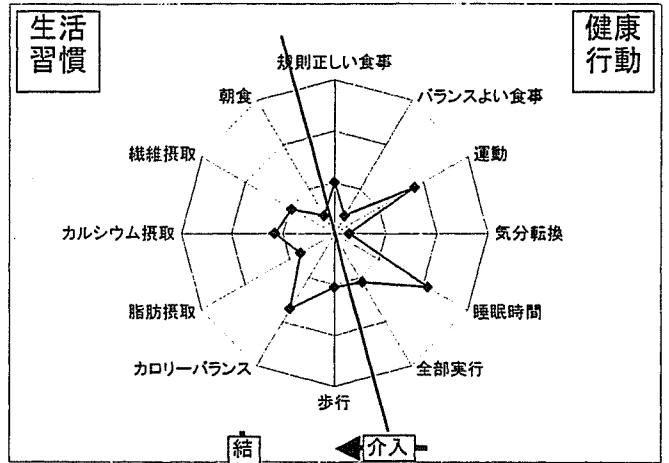 生活
習慣
健康
行動
規則正しい食事
朝食
バランスよい食事
繊維摂取
運動
カルシウム摂取
気分転換
脂肪摂取
睡眠時間
カロリーバランス
全部実行
歩行
結
介入